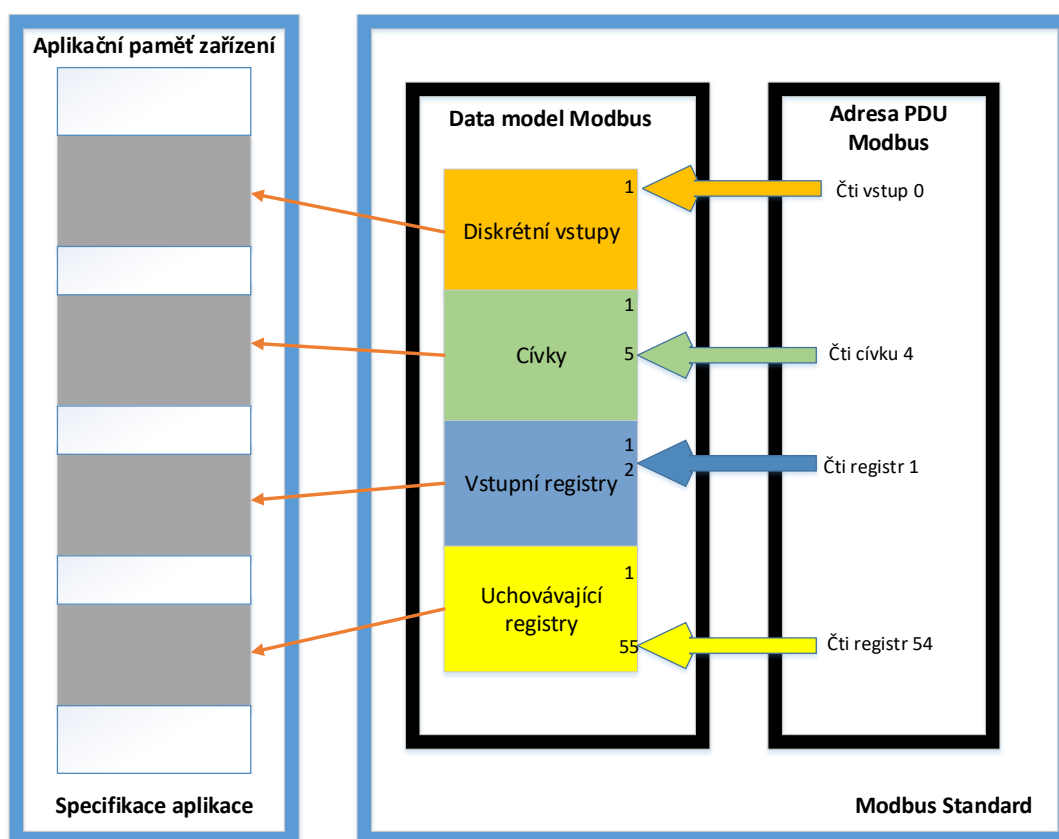 Aplikační paměť zařízení
Data model Modbus
Adresa PDU
Modbus
1
Čti vstup 0
Diskrétní vstupy
1
Cívky
5
Čti cívku 4
1
2
Čti registr 1
Vstupní registry
1
Uchovávající
registry
55
Čti registr 54
Specifikace aplikace
Modbus Standard